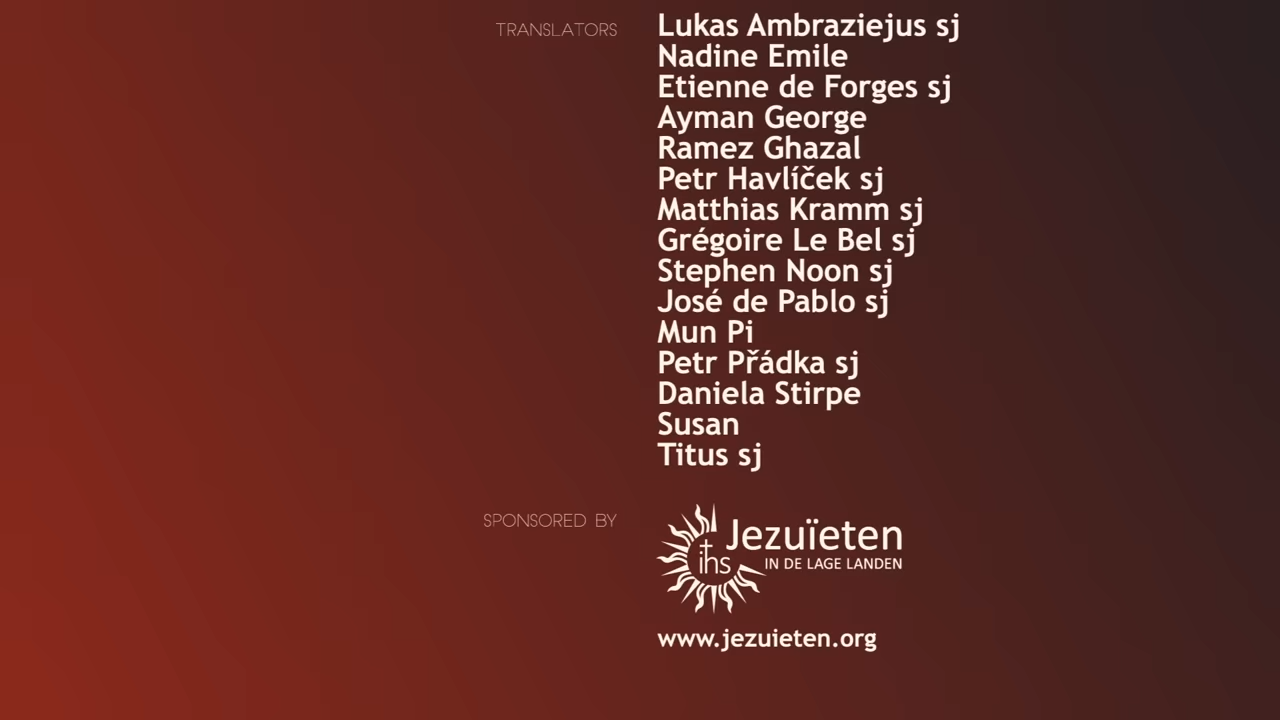 TRANSLATORS
Lukas Ambraziejus sj
Nadine Emile
Etienne de Forges sj
Ayman George
Ramez Ghazal
Petr Havlíček sj
Matthias Kramm sj
Grégoire Le Bel sj
Stephen Noon sj
José de Pablo sj
Mun Pi
Petr Přádka sj
Daniela Stirpe
Susan
Titus sj
SPONSORED BY
Jezuïeten
ihs
IN DE LAGE LANDEN
www.jezuieten.org